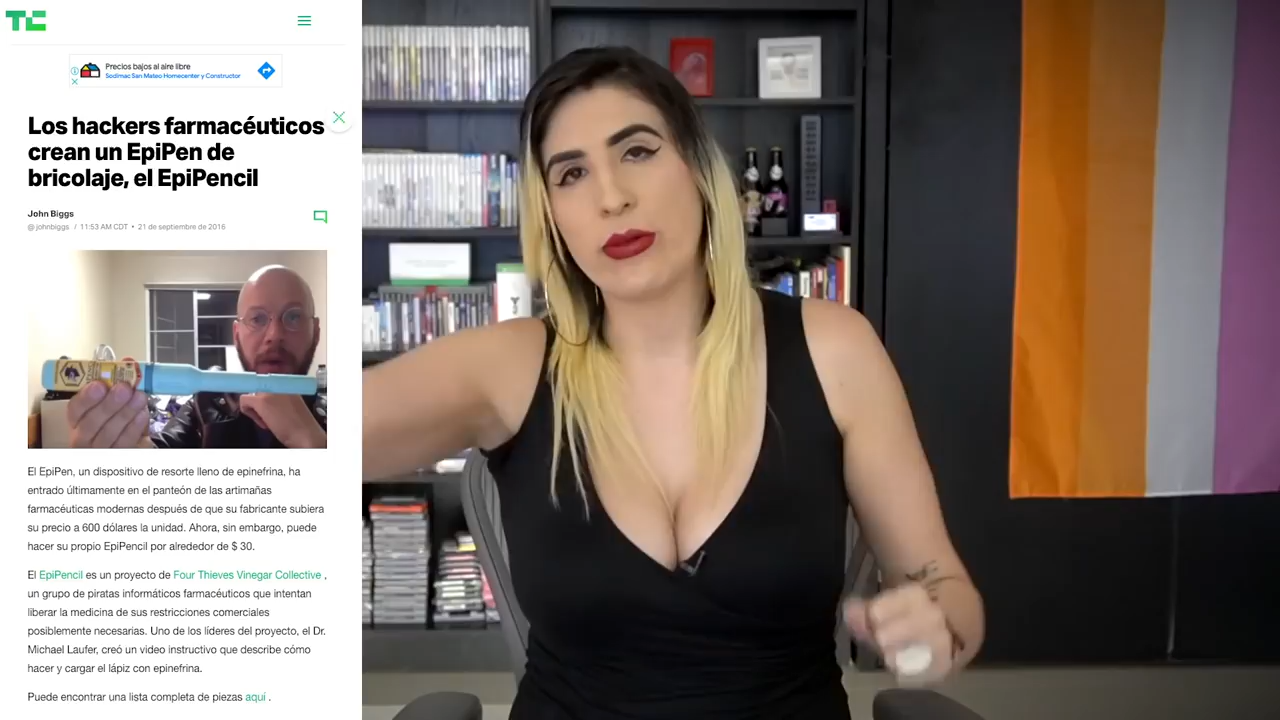 TC
Precios bajos al aire libre
Sodimac San Mateo Homecenter y Constructor
Los hackers farmacéuticos
crean un EpiPen de
bricolaje, el EpiPencil
John Biggs
@johnbiggs / 11:53 AM CDT • 21 de septiembre de 2016
El EpiPen, un dispositivo de resorte lleno de epinefrina, ha
entrado últimamente en el panteón de las artimañas
farmacéuticas modernas después de que su fabricante subiera
su precio a 600 dólares la unidad. Ahora, sin embargo, puede
hacer su propio EpiPencil por alrededor de $ 30.
El EpiPencil es un proyecto de Four Thieves Vinegar Collective ,
un grupo de piratas informáticos farmacéuticos que intentan
liberar la medicina de sus restricciones comerciales
posiblemente necesarias. Uno de los líderes del proyecto, el Dr.
Michael Laufer, creó un video instructivo que describe cómo
hacer y cargar el lápiz con epinefrina.
Puede encontrar una lista completa de piezas aquí .